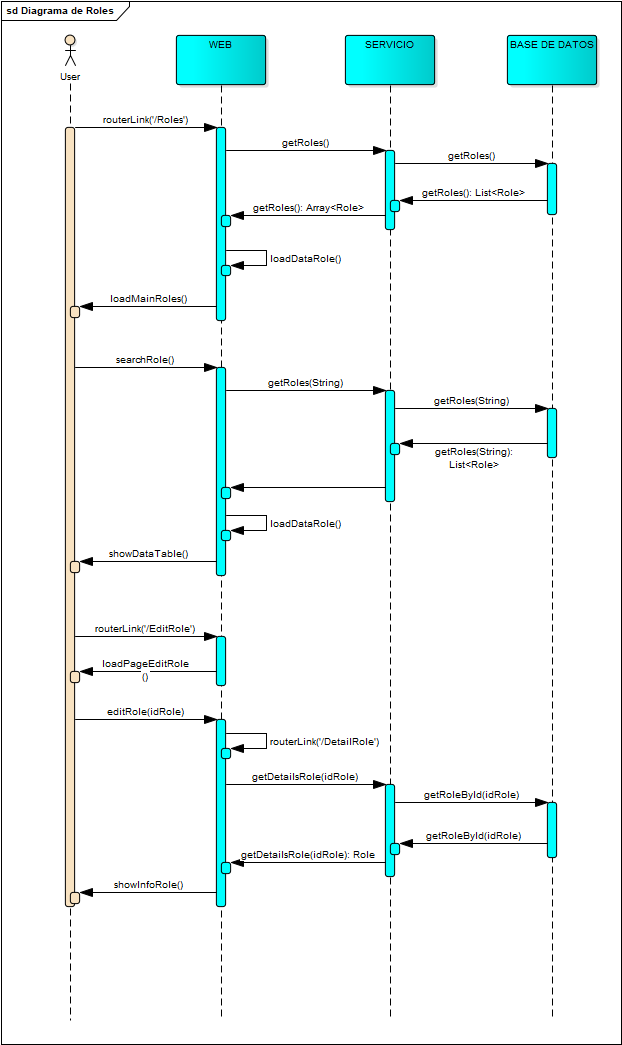 sd Diagrama de Roles
User
WEB
SERVICIO
BASE DE DATOS
routerLink('/Roles')
getRoles()
getRoles()
getRoles(): List<Role>
getRoles(): Array<Role>
loadDataRole()
loadMainRoles()
searchRole()
getRoles(String)
getRoles(String)
getRoles(String):
List<Role>
loadDataRole()
showDataTable()
routerLink('/EditRole')
loadPageEditRole
()
editRole(idRole)
routerLink('/DetailRole')
getDetailsRole(idRole)
getRoleById(idRole)
getRoleById(idRole)
getDetailsRole(idRole): Role
showInfoRole()